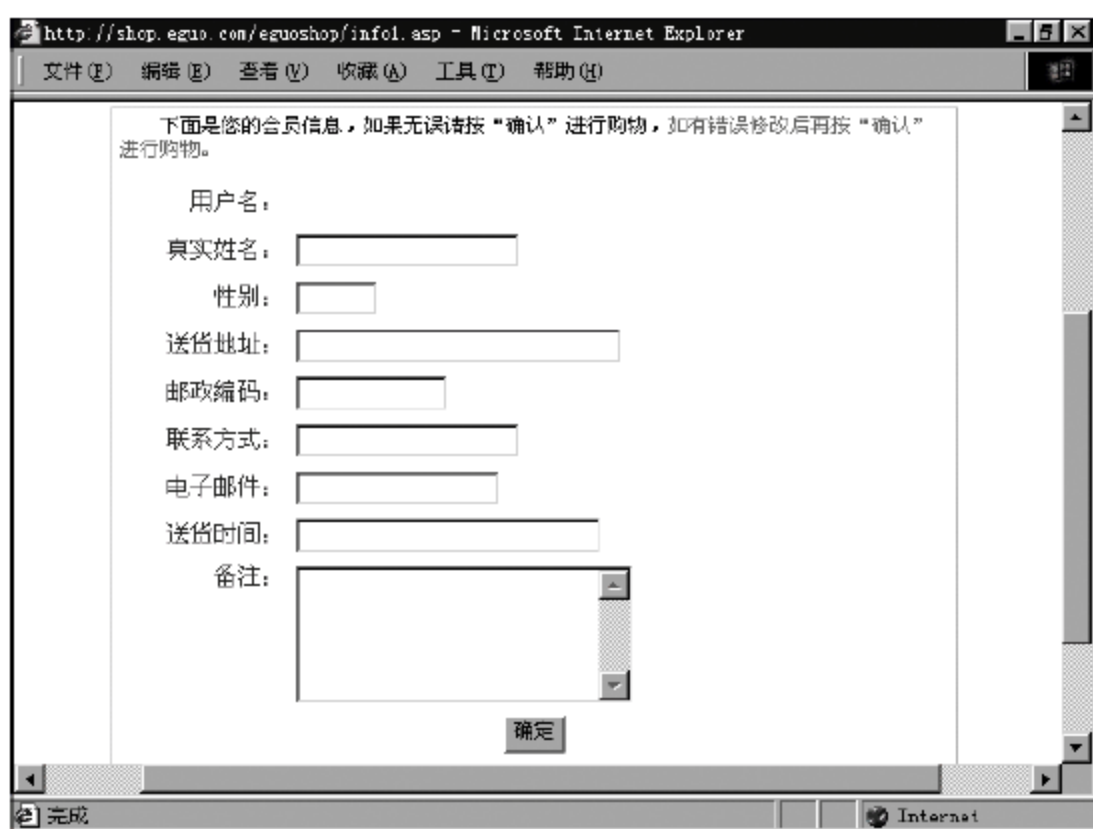 http://shop.eguo.com/eguoshop/info1.asp - Microsoft Internet Explorer
文件(F) 编辑(E) 查看(V) 收藏(A) 工具(T) 帮助(H)
下面是您的会员信息，如果无误请按“确认”进行购物，如有错误修改后再按“确认”
进行购物。
用户名：
真实姓名：
性别：
送货地址：
邮政编码：
联系方式：
电子邮件：
送货时间：
备注：
确定
完成 Internet